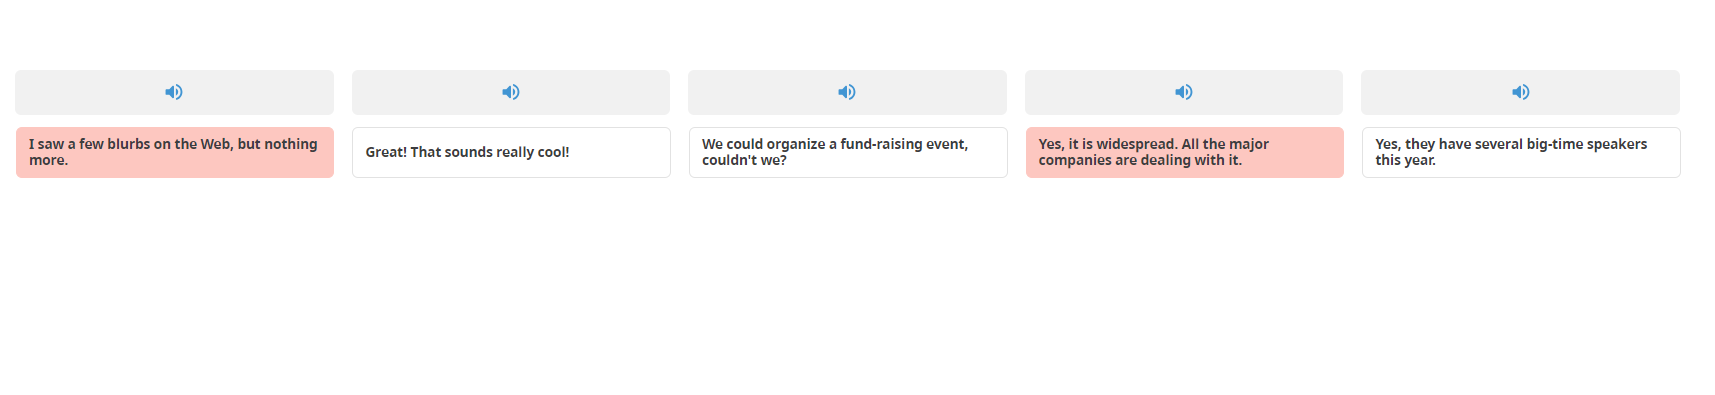 I saw a few blurbs on the Web, but nothing
more.
Great! That sounds really cool!
We could organize a fund-raising event,
couldn't we?
Yes, it is widespread. All the major
companies are dealing with it.
Yes, they have several big-time speakers
this year.